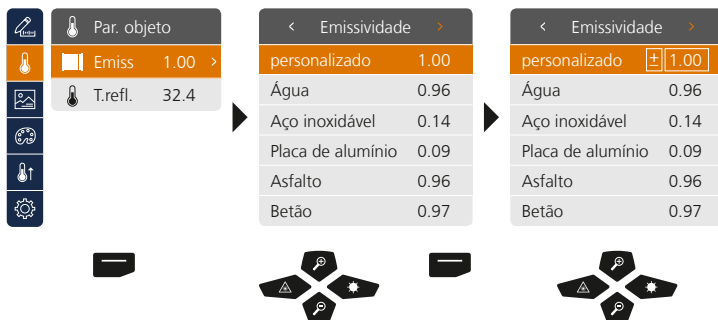 Par. objeto
Emiss 1.00 >
T.refl. 32.4
< Emissividade >
personalizado 1.00
Água 0.96
Aço inoxidável 0.14
Placa de alumínio 0.09
Asfalto 0.96
Betão 0.97
< Emissividade >
personalizado ± 1.00
Água 0.96
Aço inoxidável 0.14
Placa de alumínio 0.09
Asfalto 0.96
Betão 0.97